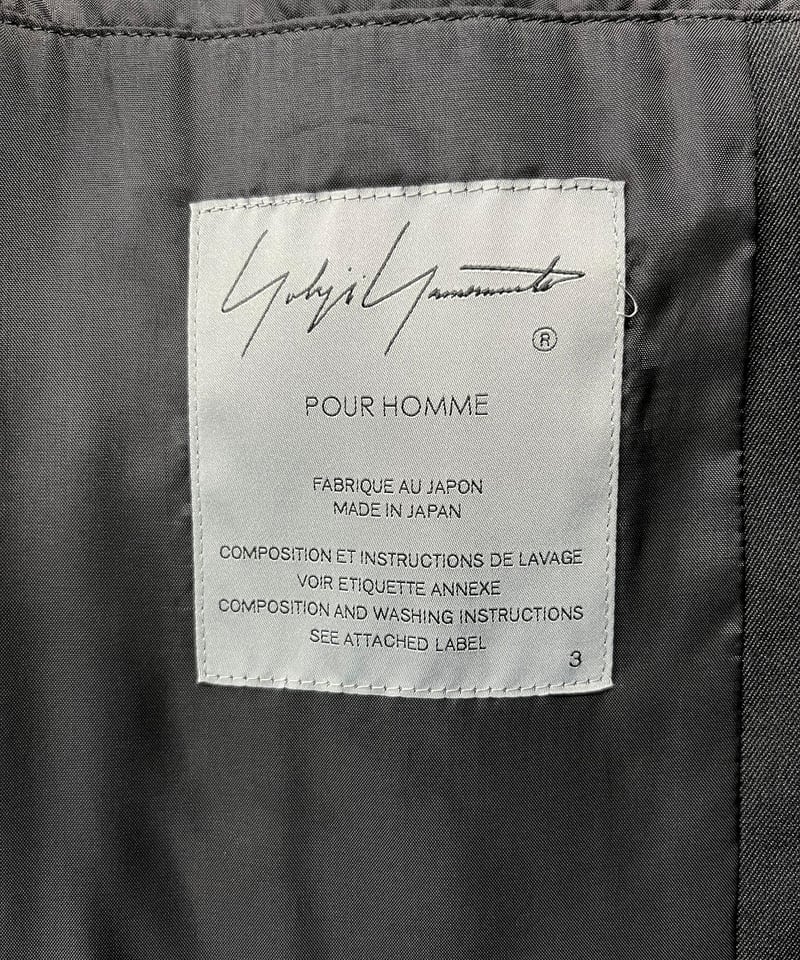 Yohji Yamamoto
®
POUR HOMME
FABRIQUE AU JAPON
MADE IN JAPAN
COMPOSITION ET INSTRUCTIONS DE LAVAGE
VOIR ETIQUETTE ANNEXE
COMPOSITION AND WASHING INSTRUCTIONS
SEE ATTACHED LABEL
3